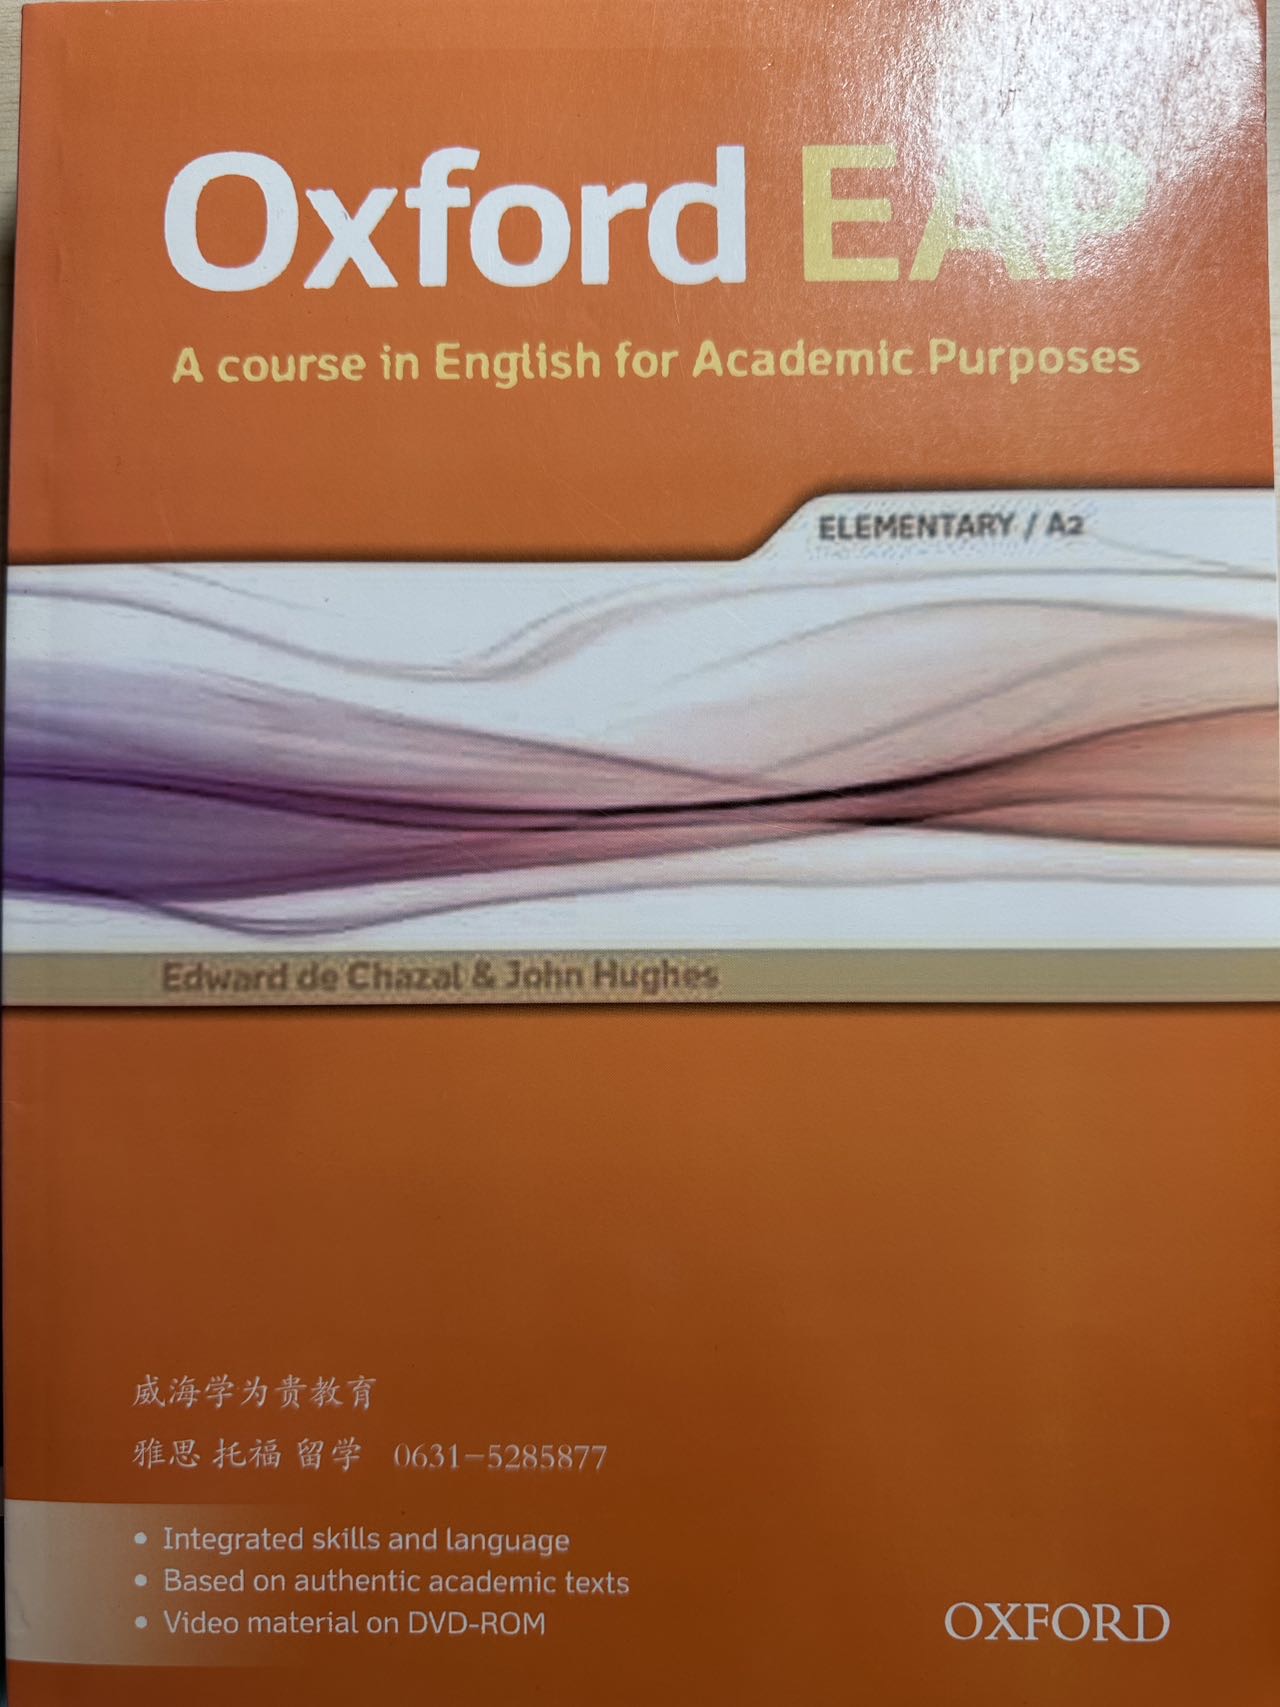 Oxford EAP
A course in English for Academic Purposes
ELEMENTARY / A2
Edward de Chazal & John Hughes
威海学为贵教育
雅思 托福 留学 0631-5285877
• Integrated skills and language
• Based on authentic academic texts
• Video material on DVD-ROM
OXFORD